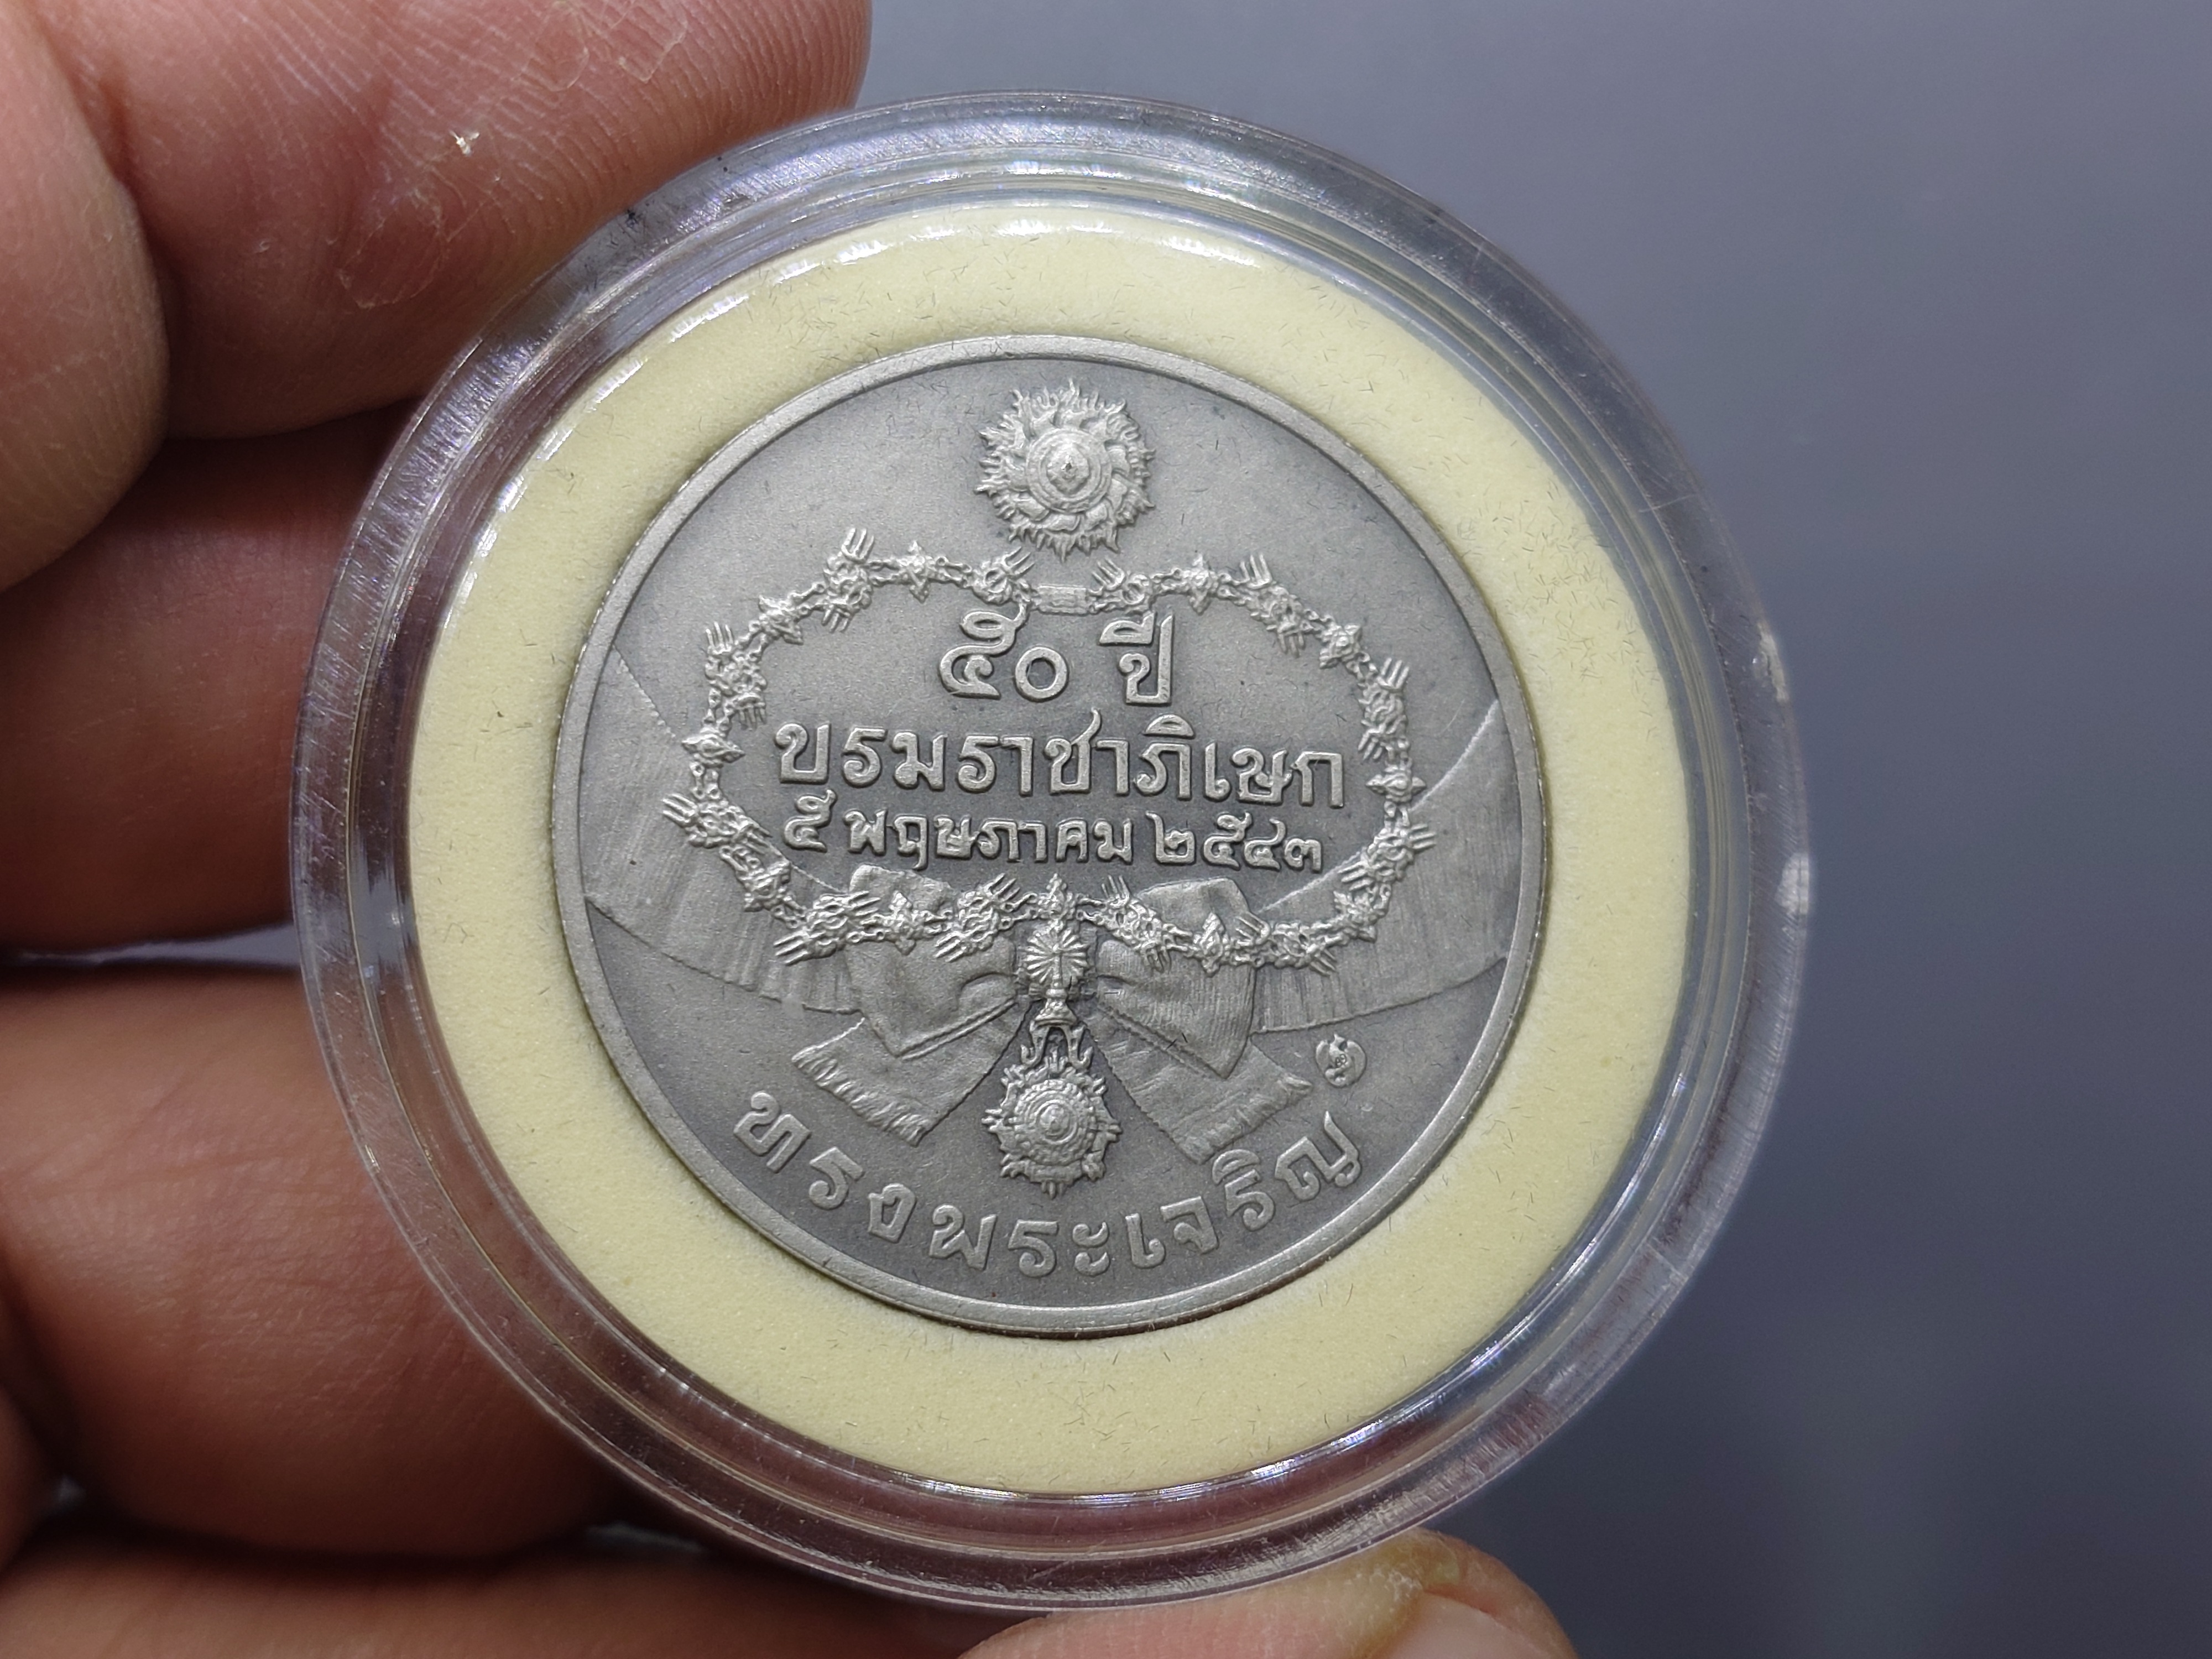 ๕๐ ปี
บรมราชาภิเษก
๕ พฤษภาคม ๒๕๔๓
ทรงพระเจริญ